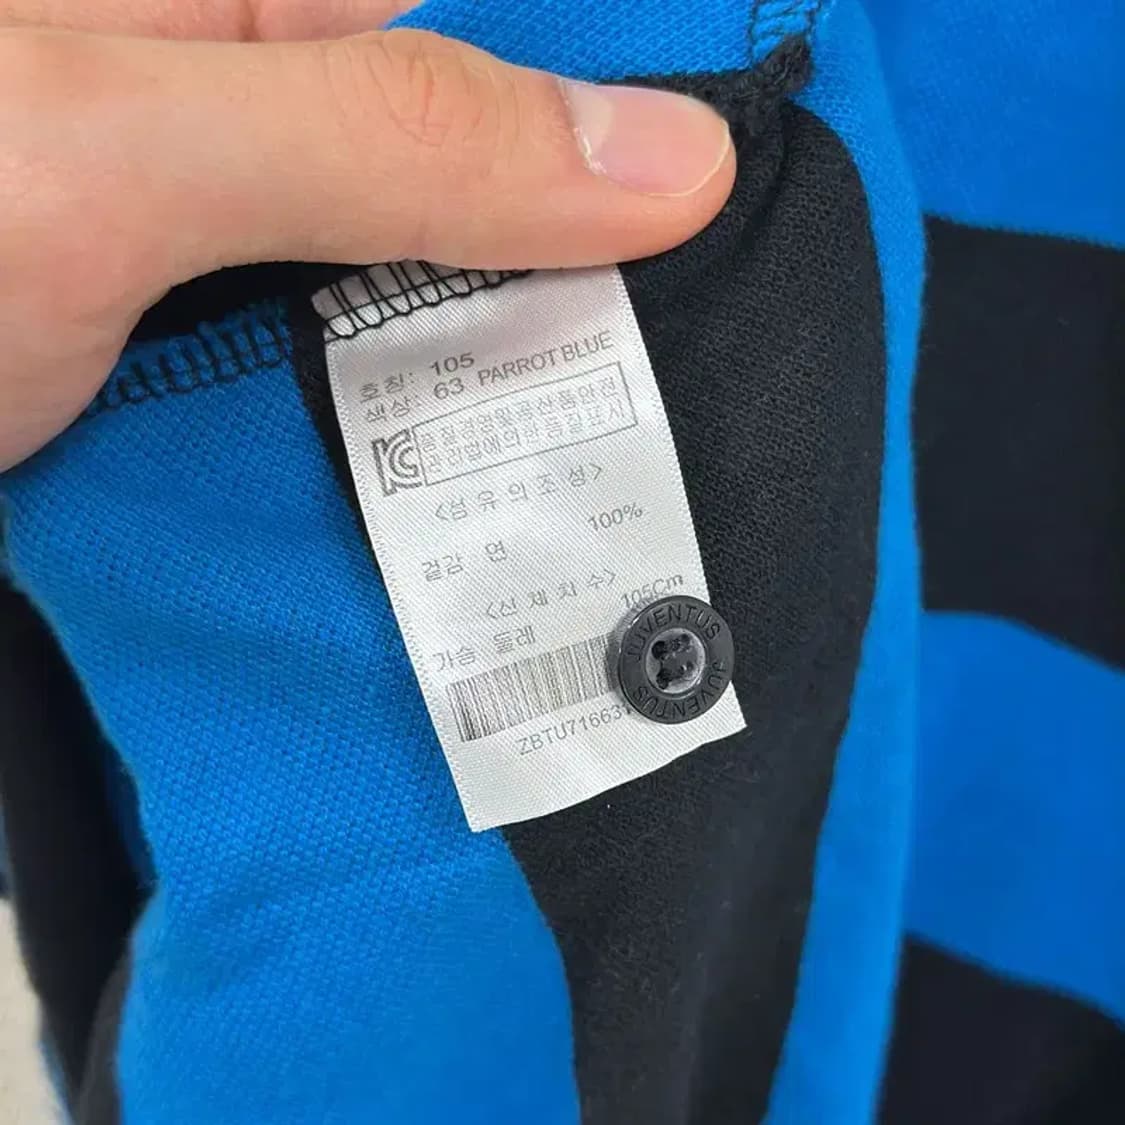 호칭: 105
색상: 63 PARROT BLUE
KC 품질경영및공산품안전
관리법에의한품질표시
<섬유의조성>
겉감 면 100%
<신체치수>
가슴 둘레 105Cm
ZBTU71663
JUVENTUS JUVENTUS